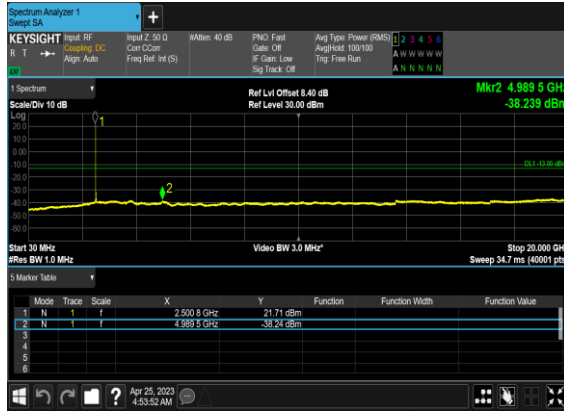 Spectrum Analyzer 1
Swept SA
+
KEYSIGHT Input: RF Input Z: 50 Ω #Atten: 40 dB PNO: Fast Avg Type: Power (RMS) 1 2 3 4 5 6
R T Coupling: DC Corr CCorr Gate: Off Avg|Hold: 100/100 A W W W W W
Align: Auto Freq Ref: Int (S) IF Gain: Low Trig: Free Run
Sig Track: Off A N N N N N
1 Spectrum
Ref Lvl Offset 8.40 dB Mkr2 4.989 5 GH
Scale/Div 10 dB Ref Level 30.00 dBm -38.239 dBn
Log
20.0
10.0
0.00
-10.0
-20.0
-30.0
-40.0
-50.0
-60.0
1
2
DL1 -13.00 dB
Start 30 MHz Video BW 3.0 MHz* Stop 20.000 GH
#Res BW 1.0 MHz Sweep 34.7 ms (40001 pts
5 Marker Table
Mode Trace Scale X Y Function Function Width Function Value
1 N 1 f 2.500 8 GHz 21.71 dBm
2 N 1 f 4.989 5 GHz -38.24 dBm
3
4
5
6
? Apr 25, 2023
4:53:52 AM